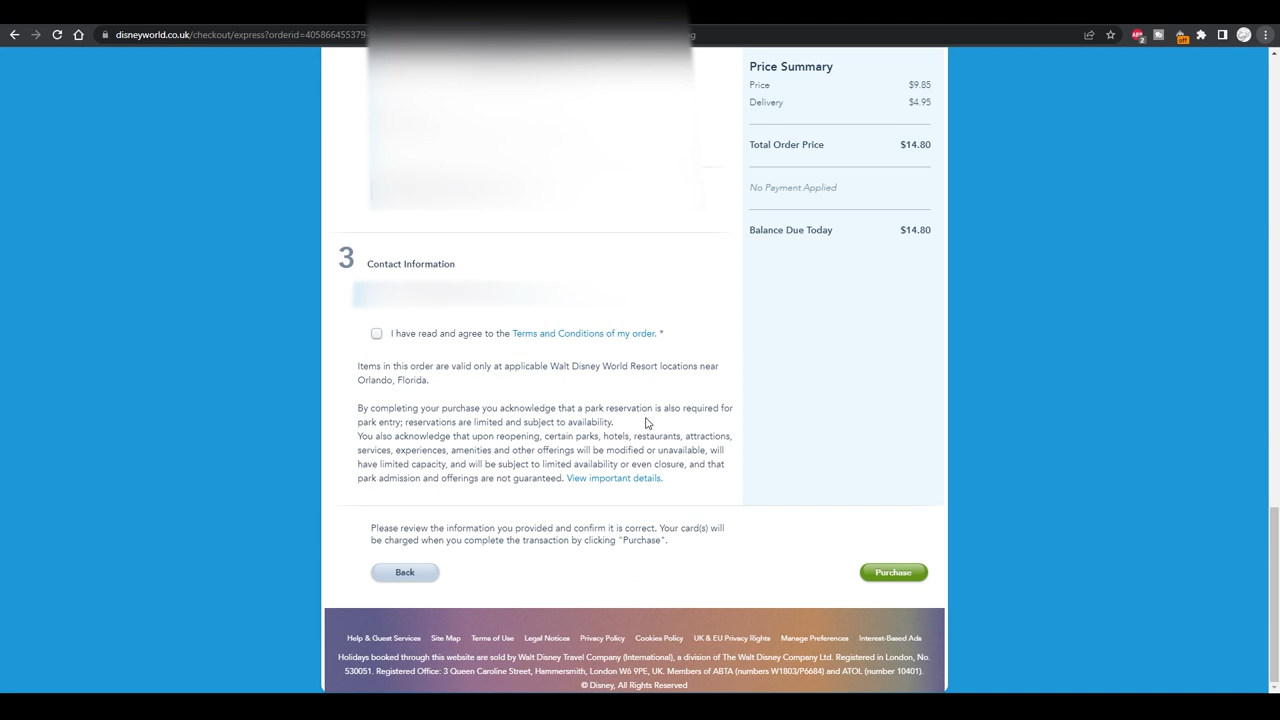 disneyworld.co.uk/checkout/express?orderid=405866455379-
Price Summary
Price $9.85
Delivery $4.95
Total Order Price $14.80
No Payment Applied
Balance Due Today $14.80
3 Contact Information
I have read and agree to the Terms and Conditions of my order. *
Items in this order are valid only at applicable Walt Disney World Resort locations near
Orlando, Florida.
By completing your purchase you acknowledge that a park reservation is also required for
park entry; reservations are limited and subject to availability.
You also acknowledge that upon reopening, certain parks, hotels, restaurants, attractions,
services, experiences, amenities and other offerings will be modified or unavailable, will
have limited capacity, and will be subject to limited availability or even closure, and that
park admission and offerings are not guaranteed. View important details.
Please review the information you provided and confirm it is correct. Your card(s) will
be charged when you complete the transaction by clicking "Purchase".
Back Purchase
Help & Guest Services Site Map Terms of Use Legal Notices Privacy Policy Cookies Policy UK & EU Privacy Rights Manage Preferences Interest-Based Ads
Holidays booked through this website are sold by Walt Disney Travel Company (International), a division of The Walt Disney Company Ltd. Registered in London, No.
530051. Registered Office: 3 Queen Caroline Street, Hammersmith, London W6 9PE, UK. Members of ABTA (numbers W1803/P6684) and ATOL (number 10401).
© Disney, All Rights Reserved